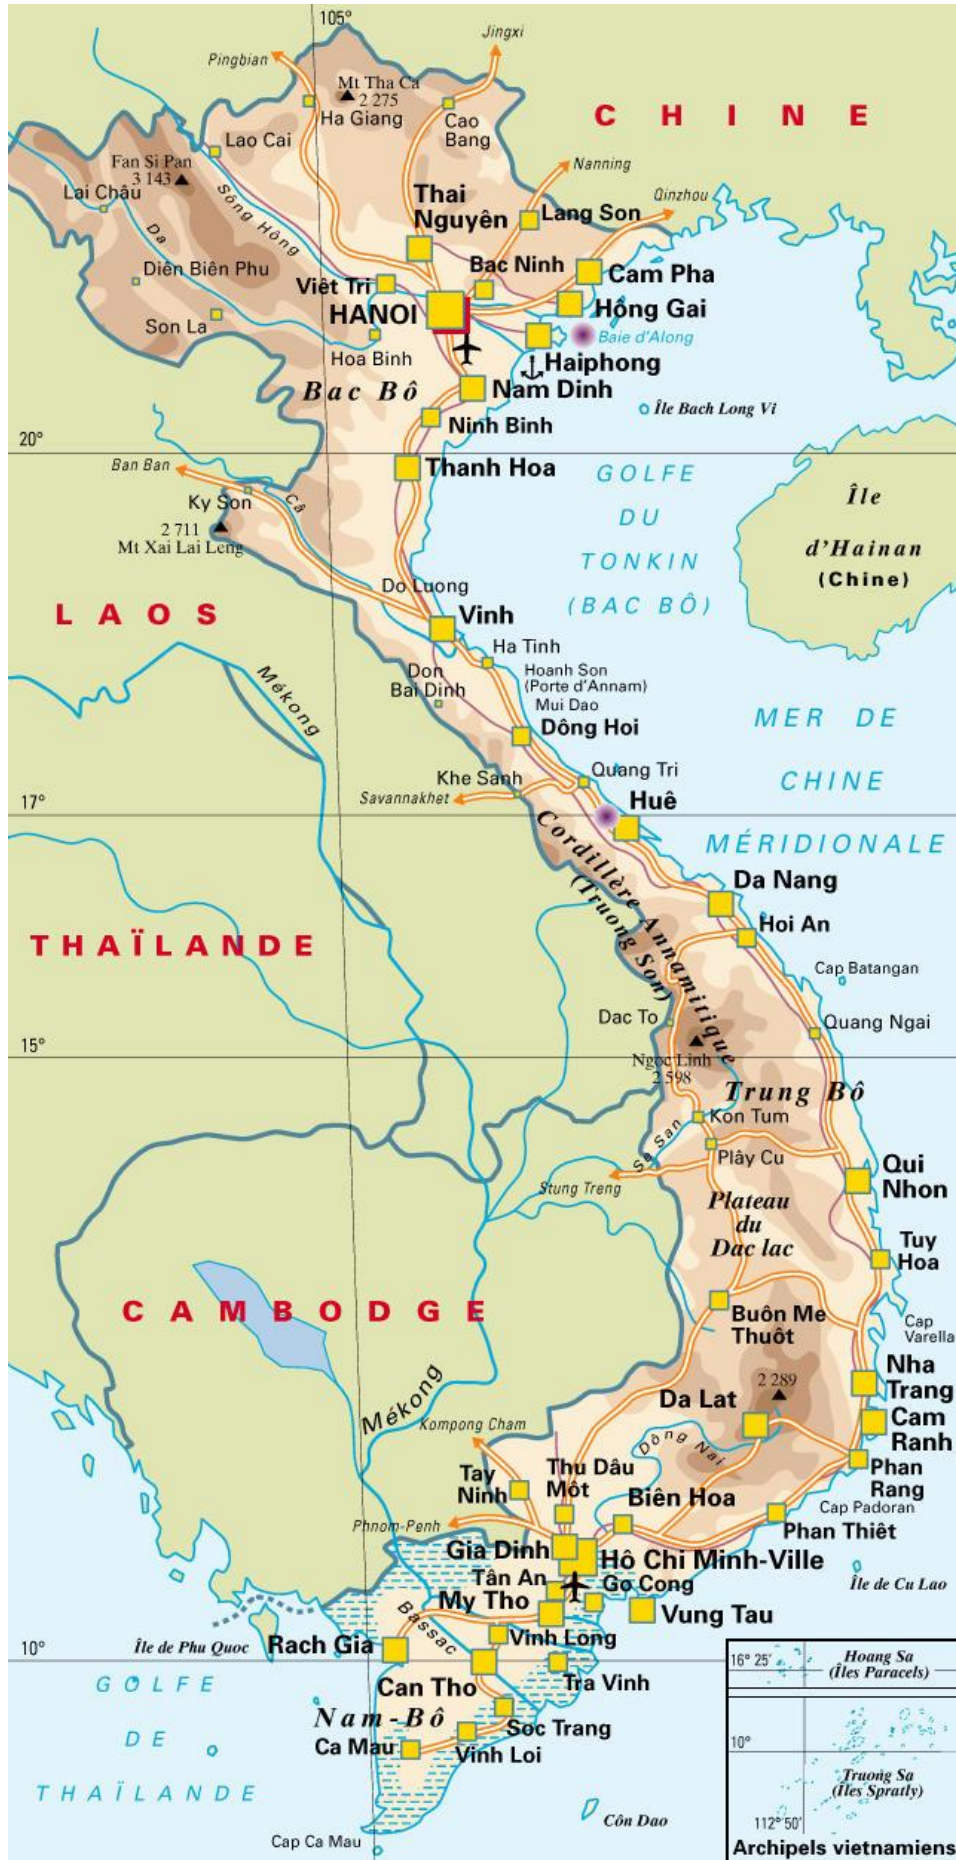 105°
Jingxi
Pingbian
Mt Tha Ca
2 275
Ha Giang
Cao
Bang
CHINE
Lao Cai
Fan Si Pan
3 143
Nanning
Lai Châu
Sông Hông
Thai
Nguyên
Lang Son
Qinzhou
Da
Diên Biên Phu
Viêt Tri
Bac Ninh
Cam Pha
HANOI
Hông Gai
Son La
Hoa Binh
Baie d'Along
Haiphong
Bac Bô
Nam Dinh
Île Bach Long Vi
Ninh Binh
20°
Ban Ban
Thanh Hoa
GOLFE
DU
TONKIN
(BAC BÔ)
Île
d'Hainan
(Chine)
Ky Son
Câ
2 711
Mt Xai Lai Leng
Do Luong
LAOS
Vinh
Ha Tinh
Mékong
Don
Bai Dinh
Hoanh Son
(Porte d'Annam)
Mui Dao
Dông Hoi
MER DE
CHINE
MÉRIDIONALE
Khe Sanh
Quang Tri
Savannakhet
17°
Huê
Cordillère Annamitique
(Truong Son)
Da Nang
Hoi An
THAÏLANDE
Cap Batangan
Dac To
Quang Ngai
15°
Ngoc Linh
2 598
Trung Bô
Kon Tum
Se San
Plây Cu
Stung Treng
Qui
Nhon
Plateau
du
Dac lac
Tuy
Hoa
CAMBODGE
Buôn Me
Thuôt
Cap
Varella
Nha
Trang
2 289
Mékong
Da Lat
Cam
Ranh
Kompong Cham
Dông Nai
Tay
Ninh
Thu Dâu
Môt
Phan
Rang
Biên Hoa
Cap Padoran
Phnom-Penh
Phan Thiêt
Gia Dinh
Hô Chi Minh-Ville
Tân An
Go Cong
Île de Cu Lao
My Tho
Vung Tau
Bassac
Rach Gia
Vinh Long
Île de Phu Quoc
10°
Can Tho
Tra Vinh
GOLFE
DE
THAÏLANDE
Nam-Bô
Soc Trang
Ca Mau
Vinh Loi
Côn Dao
Cap Ca Mau
16° 25'
Hoang Sa
(Îles Paracels)
10°
Truong Sa
(Îles Spratly)
112° 50'
Archipels vietnamiens